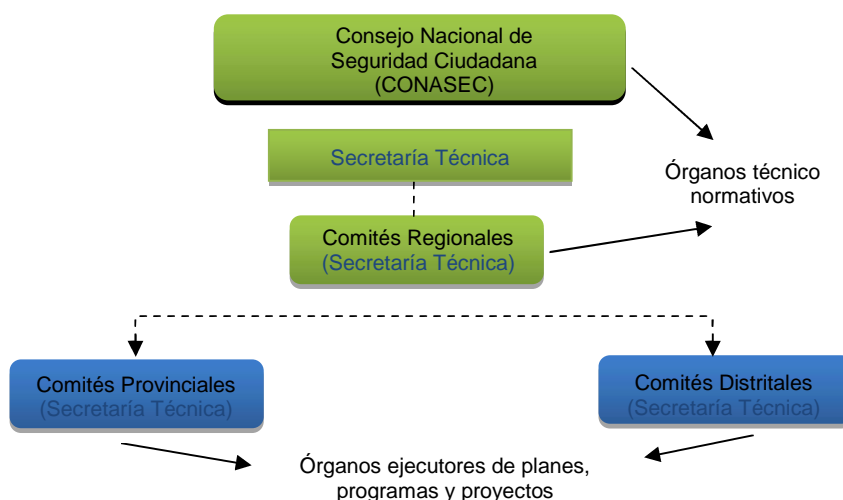 Consejo Nacional de
Seguridad Ciudadana
(CONASEC)
Secretaría Técnica
Órganos técnico
normativos
Comités Regionales
(Secretaría Técnica)
Comités Provinciales
(Secretaría Técnica)
Comités Distritales
(Secretaría Técnica)
Órganos ejecutores de planes,
programas y proyectos